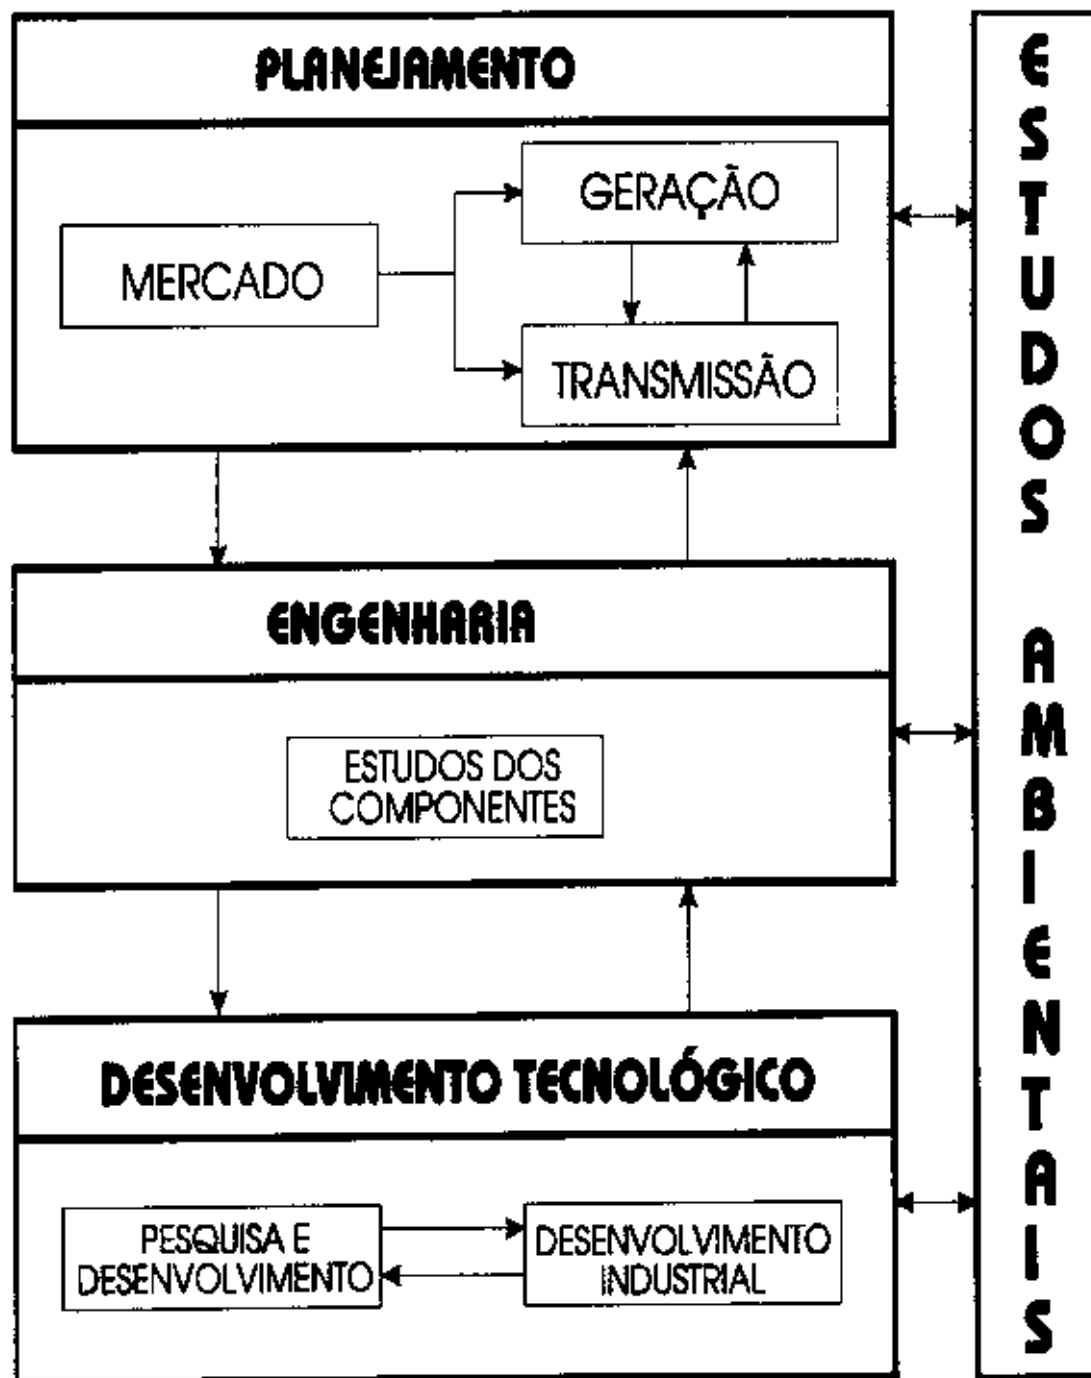 PLANEJAMENTO
GERAÇÃO
MERCADO
TRANSMISSÃO
ENGENHARIA
ESTUDOS DOS
COMPONENTES
DESENVOLVIMENTO TECNOLÓGICO
PESQUISA E
DESENVOLVIMENTO
DESENVOLVIMENTO
INDUSTRIAL
ESTUDOS AMBIENTAIS